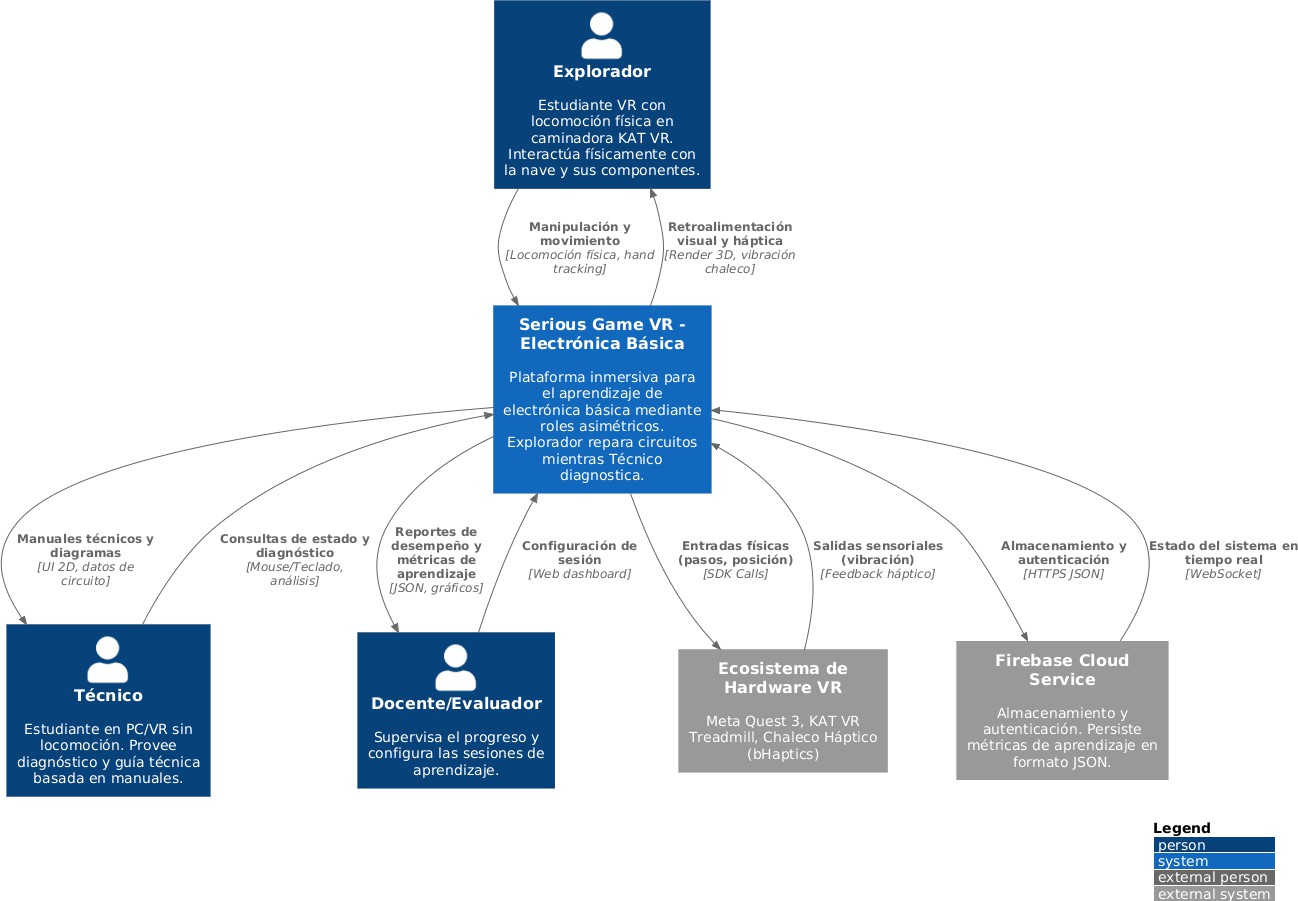 Explorador
Estudiante VR con
locomoción física en
caminadora KAT VR.
Interactúa físicamente con
la nave y sus componentes.
Manipulación y
movimiento
[Locomoción física, hand
tracking]
Retroalimentación
visual y háptica
[Render 3D, vibración
chaleco]
Serious Game VR -
Electrónica Básica
Plataforma inmersiva para
el aprendizaje de
electrónica básica mediante
roles asimétricos.
Explorador repara circuitos
mientras Técnico
diagnostica.
Manuales técnicos y
diagramas
[UI 2D, datos de
circuito]
Consultas de estado y
diagnóstico
[Mouse/Teclado,
análisis]
Reportes de
desempeño y
métricas de
aprendizaje
[JSON, gráficos]
Configuración de
sesión
[Web dashboard]
Entradas físicas
(pasos, posición)
[SDK Calls]
Salidas sensoriales
(vibración)
[Feedback háptico]
Almacenamiento y
autenticación
[HTTPS JSON]
Estado del sistema en
tiempo real
[WebSocket]
Técnico
Estudiante en PC/VR sin
locomoción. Provee
diagnóstico y guía técnica
basada en manuales.
Docente/Evaluador
Supervisa el progreso y
configura las sesiones de
aprendizaje.
Ecosistema de
Hardware VR
Meta Quest 3, KAT VR
Treadmill, Chaleco Háptico
(bHaptics)
Firebase Cloud
Service
Almacenamiento y
autenticación. Persiste
métricas de aprendizaje en
formato JSON.
Legend
person
system
external person
external system